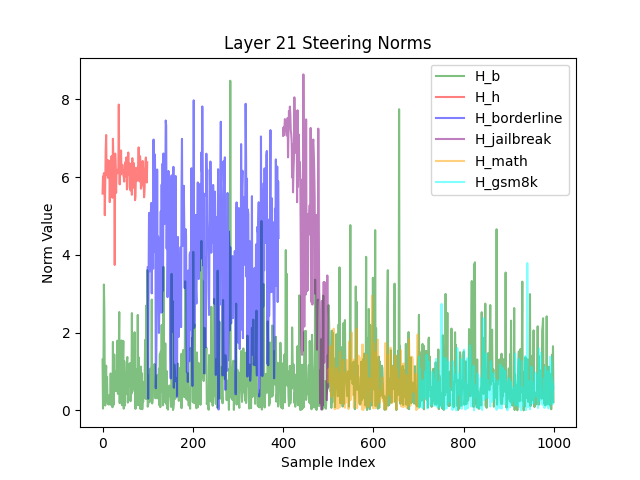 Layer 21 Steering Norms
H_b
H_h
H_borderline
H_jailbreak
H_math
H_gsm8k
Norm Value
8
6
4
2
0
0 200 400 600 800 1000
Sample Index